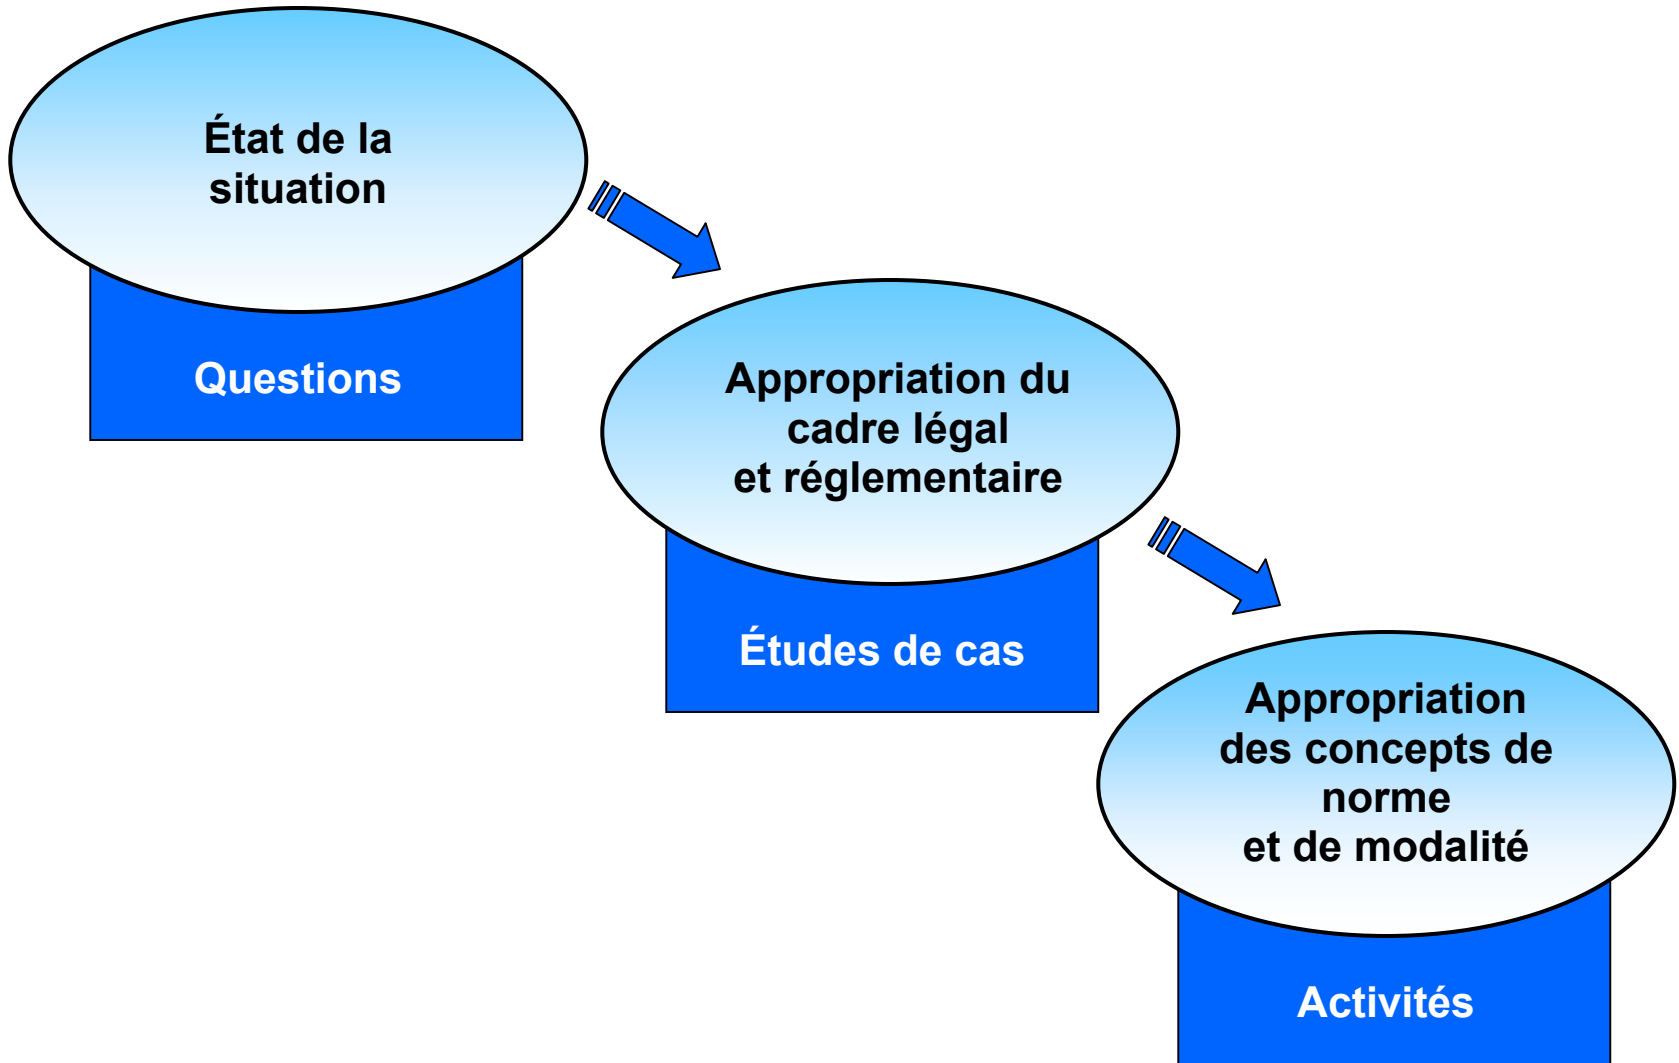 État de la
situation
Questions
Appropriation du
cadre légal
et réglementaire
Études de cas
Appropriation
des concepts de
norme
et de modalité
Activités